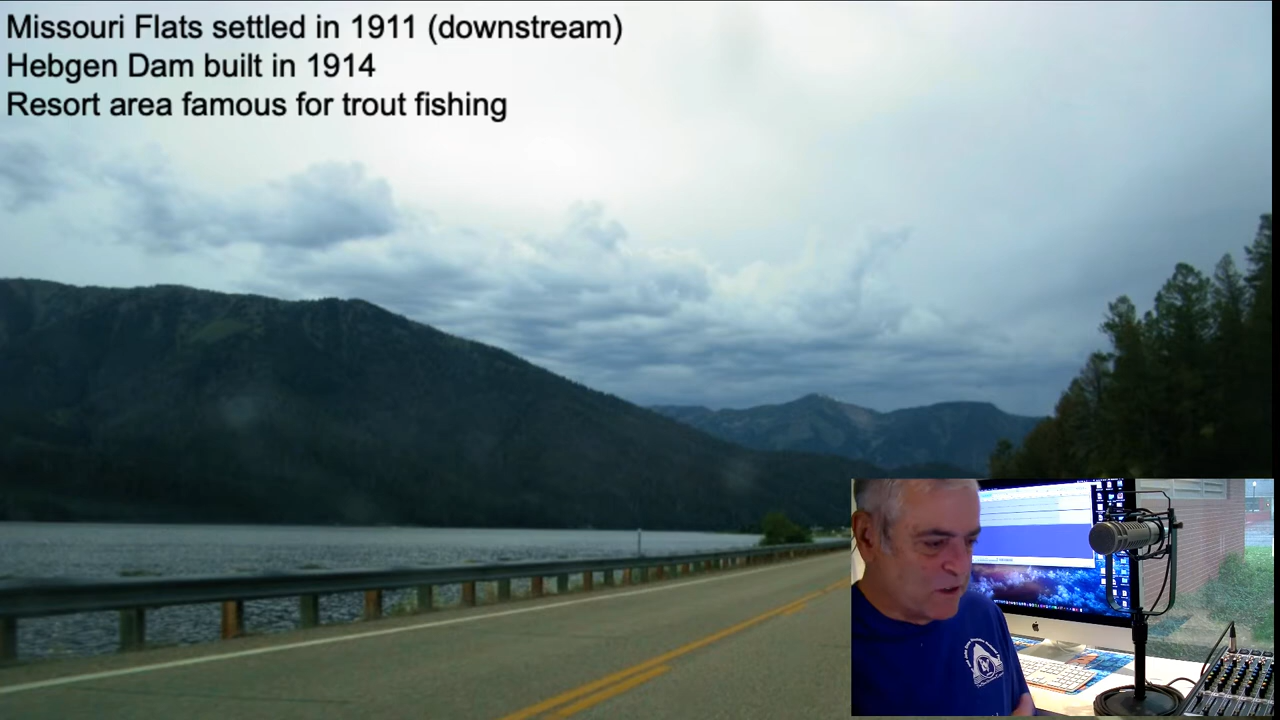 Missouri Flats settled in 1911 (downstream)
Hebgen Dam built in 1914
Resort area famous for trout fishing